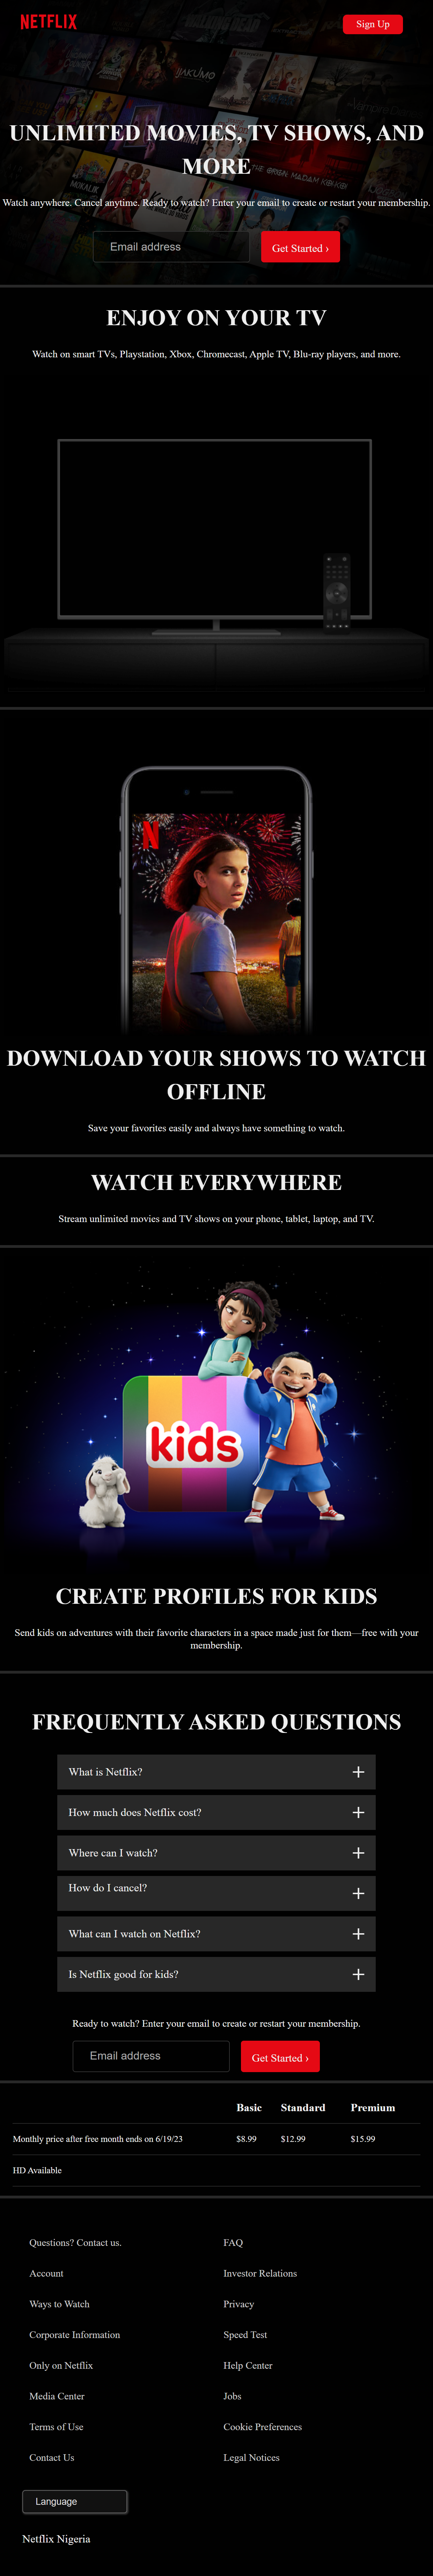 NETFLIX
Sign Up
THE WALKING DEAD
JAKUMO
UNLIMITED MOVIES, TV SHOWS, AND
MORE
THE BROKEN MADAM KEKKER
Watch anywhere. Cancel anytime. Ready to watch? Enter your email to create or restart your membership.
Email address
Get Started ›
ENJOY ON YOUR TV
Watch on smart TVs, Playstation, Xbox, Chromecast, Apple TV, Blu-ray players, and more.
N
DOWNLOAD YOUR SHOWS TO WATCH
OFFLINE
Save your favorites easily and always have something to watch.
WATCH EVERYWHERE
Stream unlimited movies and TV shows on your phone, tablet, laptop, and TV.
kids
CREATE PROFILES FOR KIDS
Send kids on adventures with their favorite characters in a space made just for them—free with your
membership.
FREQUENTLY ASKED QUESTIONS
What is Netflix?
How much does Netflix cost?
Where can I watch?
How do I cancel?
What can I watch on Netflix?
Is Netflix good for kids?
Ready to watch? Enter your email to create or restart your membership.
Email address
Get Started ›
Basic Standard Premium
Monthly price after free month ends on 6/19/23 $8.99 $12.99 $15.99
HD Available
Questions? Contact us. FAQ
Account Investor Relations
Ways to Watch Privacy
Corporate Information Speed Test
Only on Netflix Help Center
Media Center Jobs
Terms of Use Cookie Preferences
Contact Us Legal Notices
Language
Netflix Nigeria